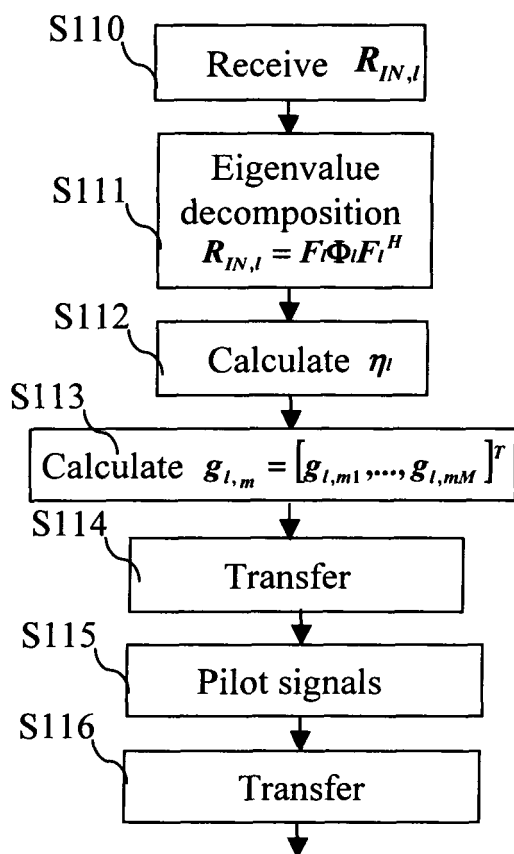 S110
Receive R_{IN,l}
S111
Eigenvalue
decomposition
R_{IN,l} = F_lΦ_lF_l^H
S112
Calculate η_l
S113
Calculate g_{l,m} = [g_{l,m1},..., g_{l,mM}]^T
S114
Transfer
S115
Pilot signals
S116
Transfer